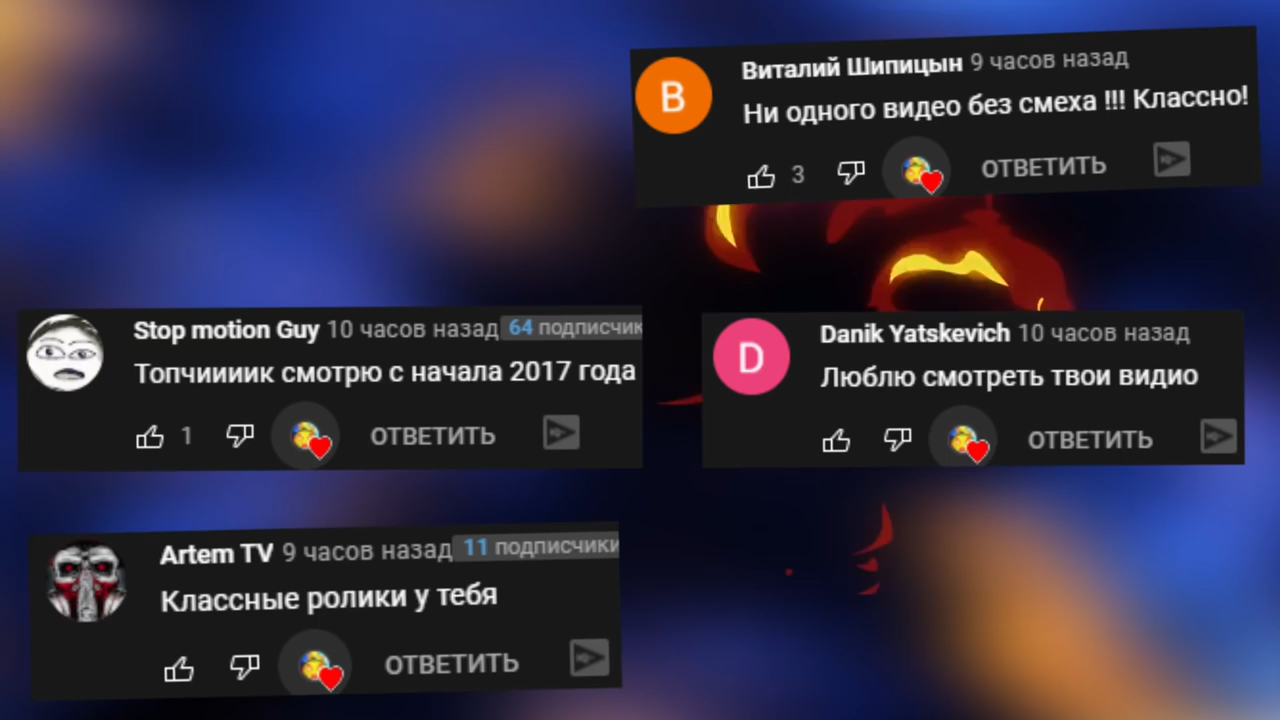 В
Виталий Шипицын 9 часов назад
Ни одного видео без смеха !!! Классно!
3 ОТВЕТИТЬ
Stop motion Guy 10 часов назад 64 подписчик
Топчиииик смотрю с начала 2017 года
1 ОТВЕТИТЬ
D
Danik Yatskevich 10 часов назад
Люблю смотреть твои видио
ОТВЕТИТЬ
Artem TV 9 часов назад 11 подписчики
Классные ролики у тебя
ОТВЕТИТЬ